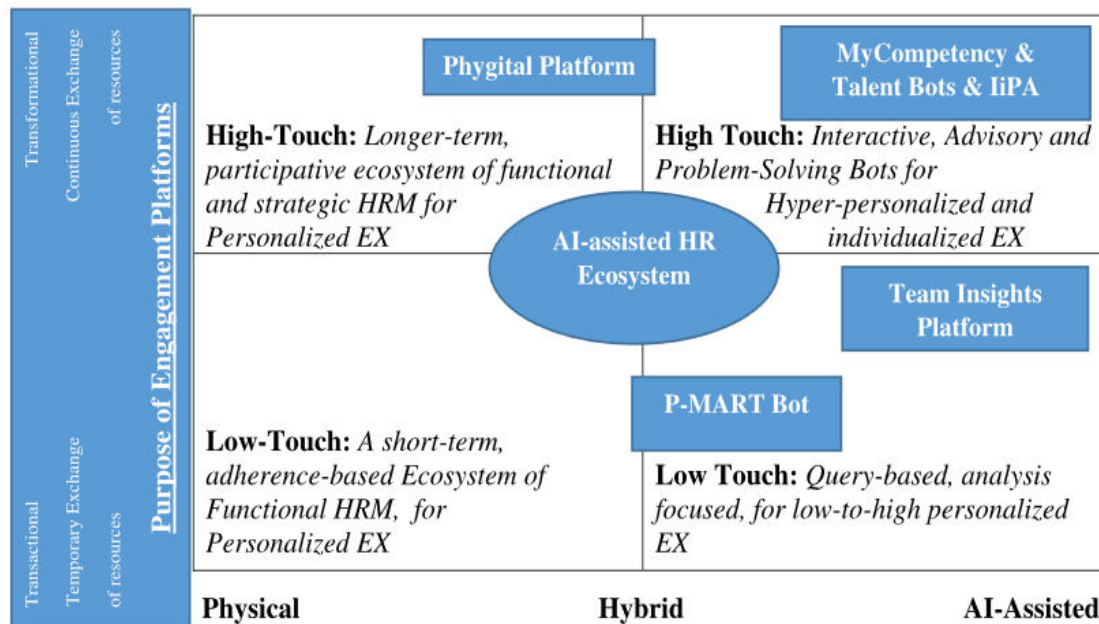 Transformational
Continuous Exchange
of resources
Transactional
Temporary Exchange
of resources
Purpose of Engagement Platforms
Phygital Platform
High-Touch: Longer-term,
participative ecosystem of functional
and strategic HRM for
Personalized EX
MyCompetency &
Talent Bots & IiPA
High Touch: Interactive, Advisory and
Problem-Solving Bots for
Hyper-personalized and
individualized EX
AI-assisted HR
Ecosystem
Team Insights
Platform
P-MART Bot
Low-Touch: A short-term,
adherence-based Ecosystem of
Functional HRM, for
Personalized EX
Low Touch: Query-based, analysis
focused, for low-to-high personalized
EX
Physical
Hybrid
AI-Assisted